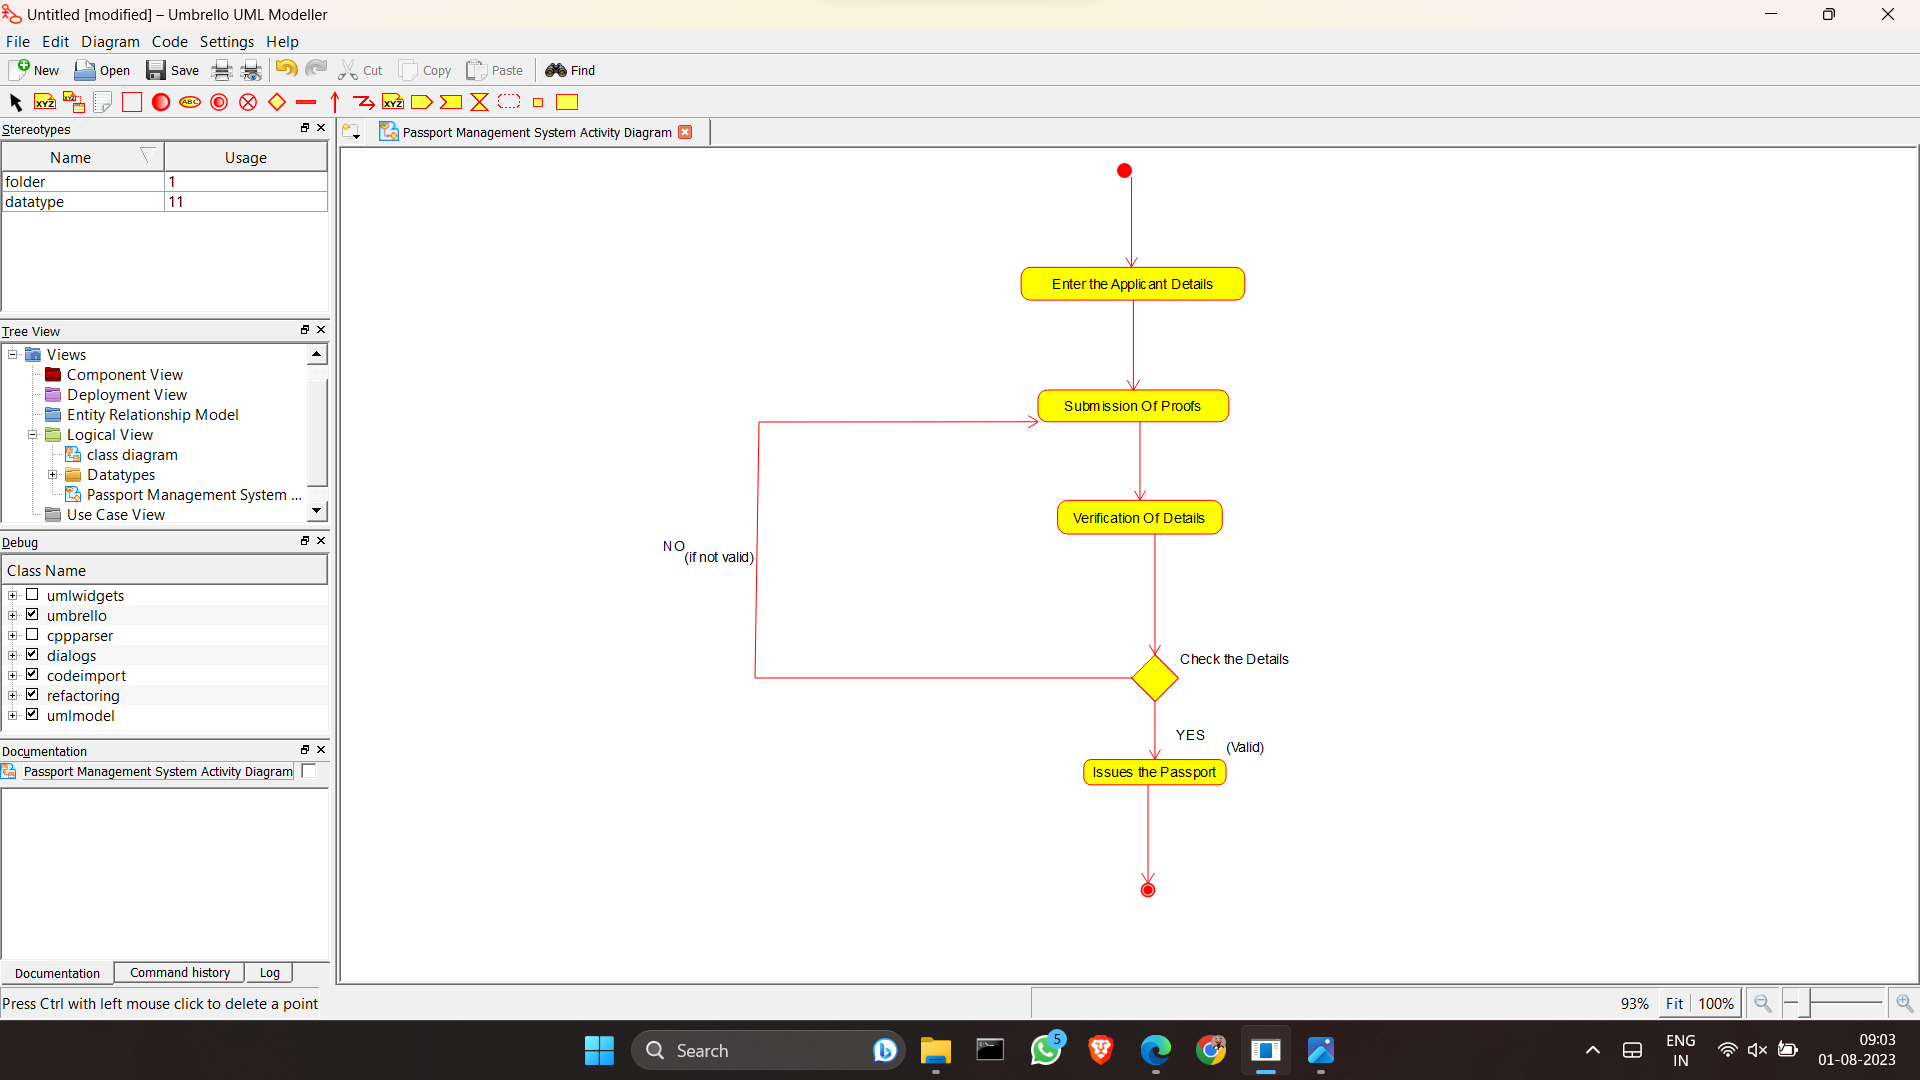 Untitled [modified] – Umbrello UML Modeller
File Edit Diagram Code Settings Help
New Open Save Cut Copy Paste Find
XYZ XYZ ABC XYZ
Stereotypes
Passport Management System Activity Diagram
Name Usage
folder 1
datatype 11
Tree View
Views
Component View
Deployment View
Entity Relationship Model
Logical View
class diagram
Datatypes
Passport Management System ...
Use Case View
Debug
Class Name
umlwidgets
umbrello
cppparser
dialogs
codeimport
refactoring
umlmodel
Documentation
Passport Management System Activity Diagram
Documentation Command history Log
Press Ctrl with left mouse click to delete a point
Enter the Applicant Details
Submission Of Proofs
Verification Of Details
NO
(if not valid)
Check the Details
YES
(Valid)
Issues the Passport
93% Fit 100%
Search
5
ENG
IN
09:03
01-08-2023